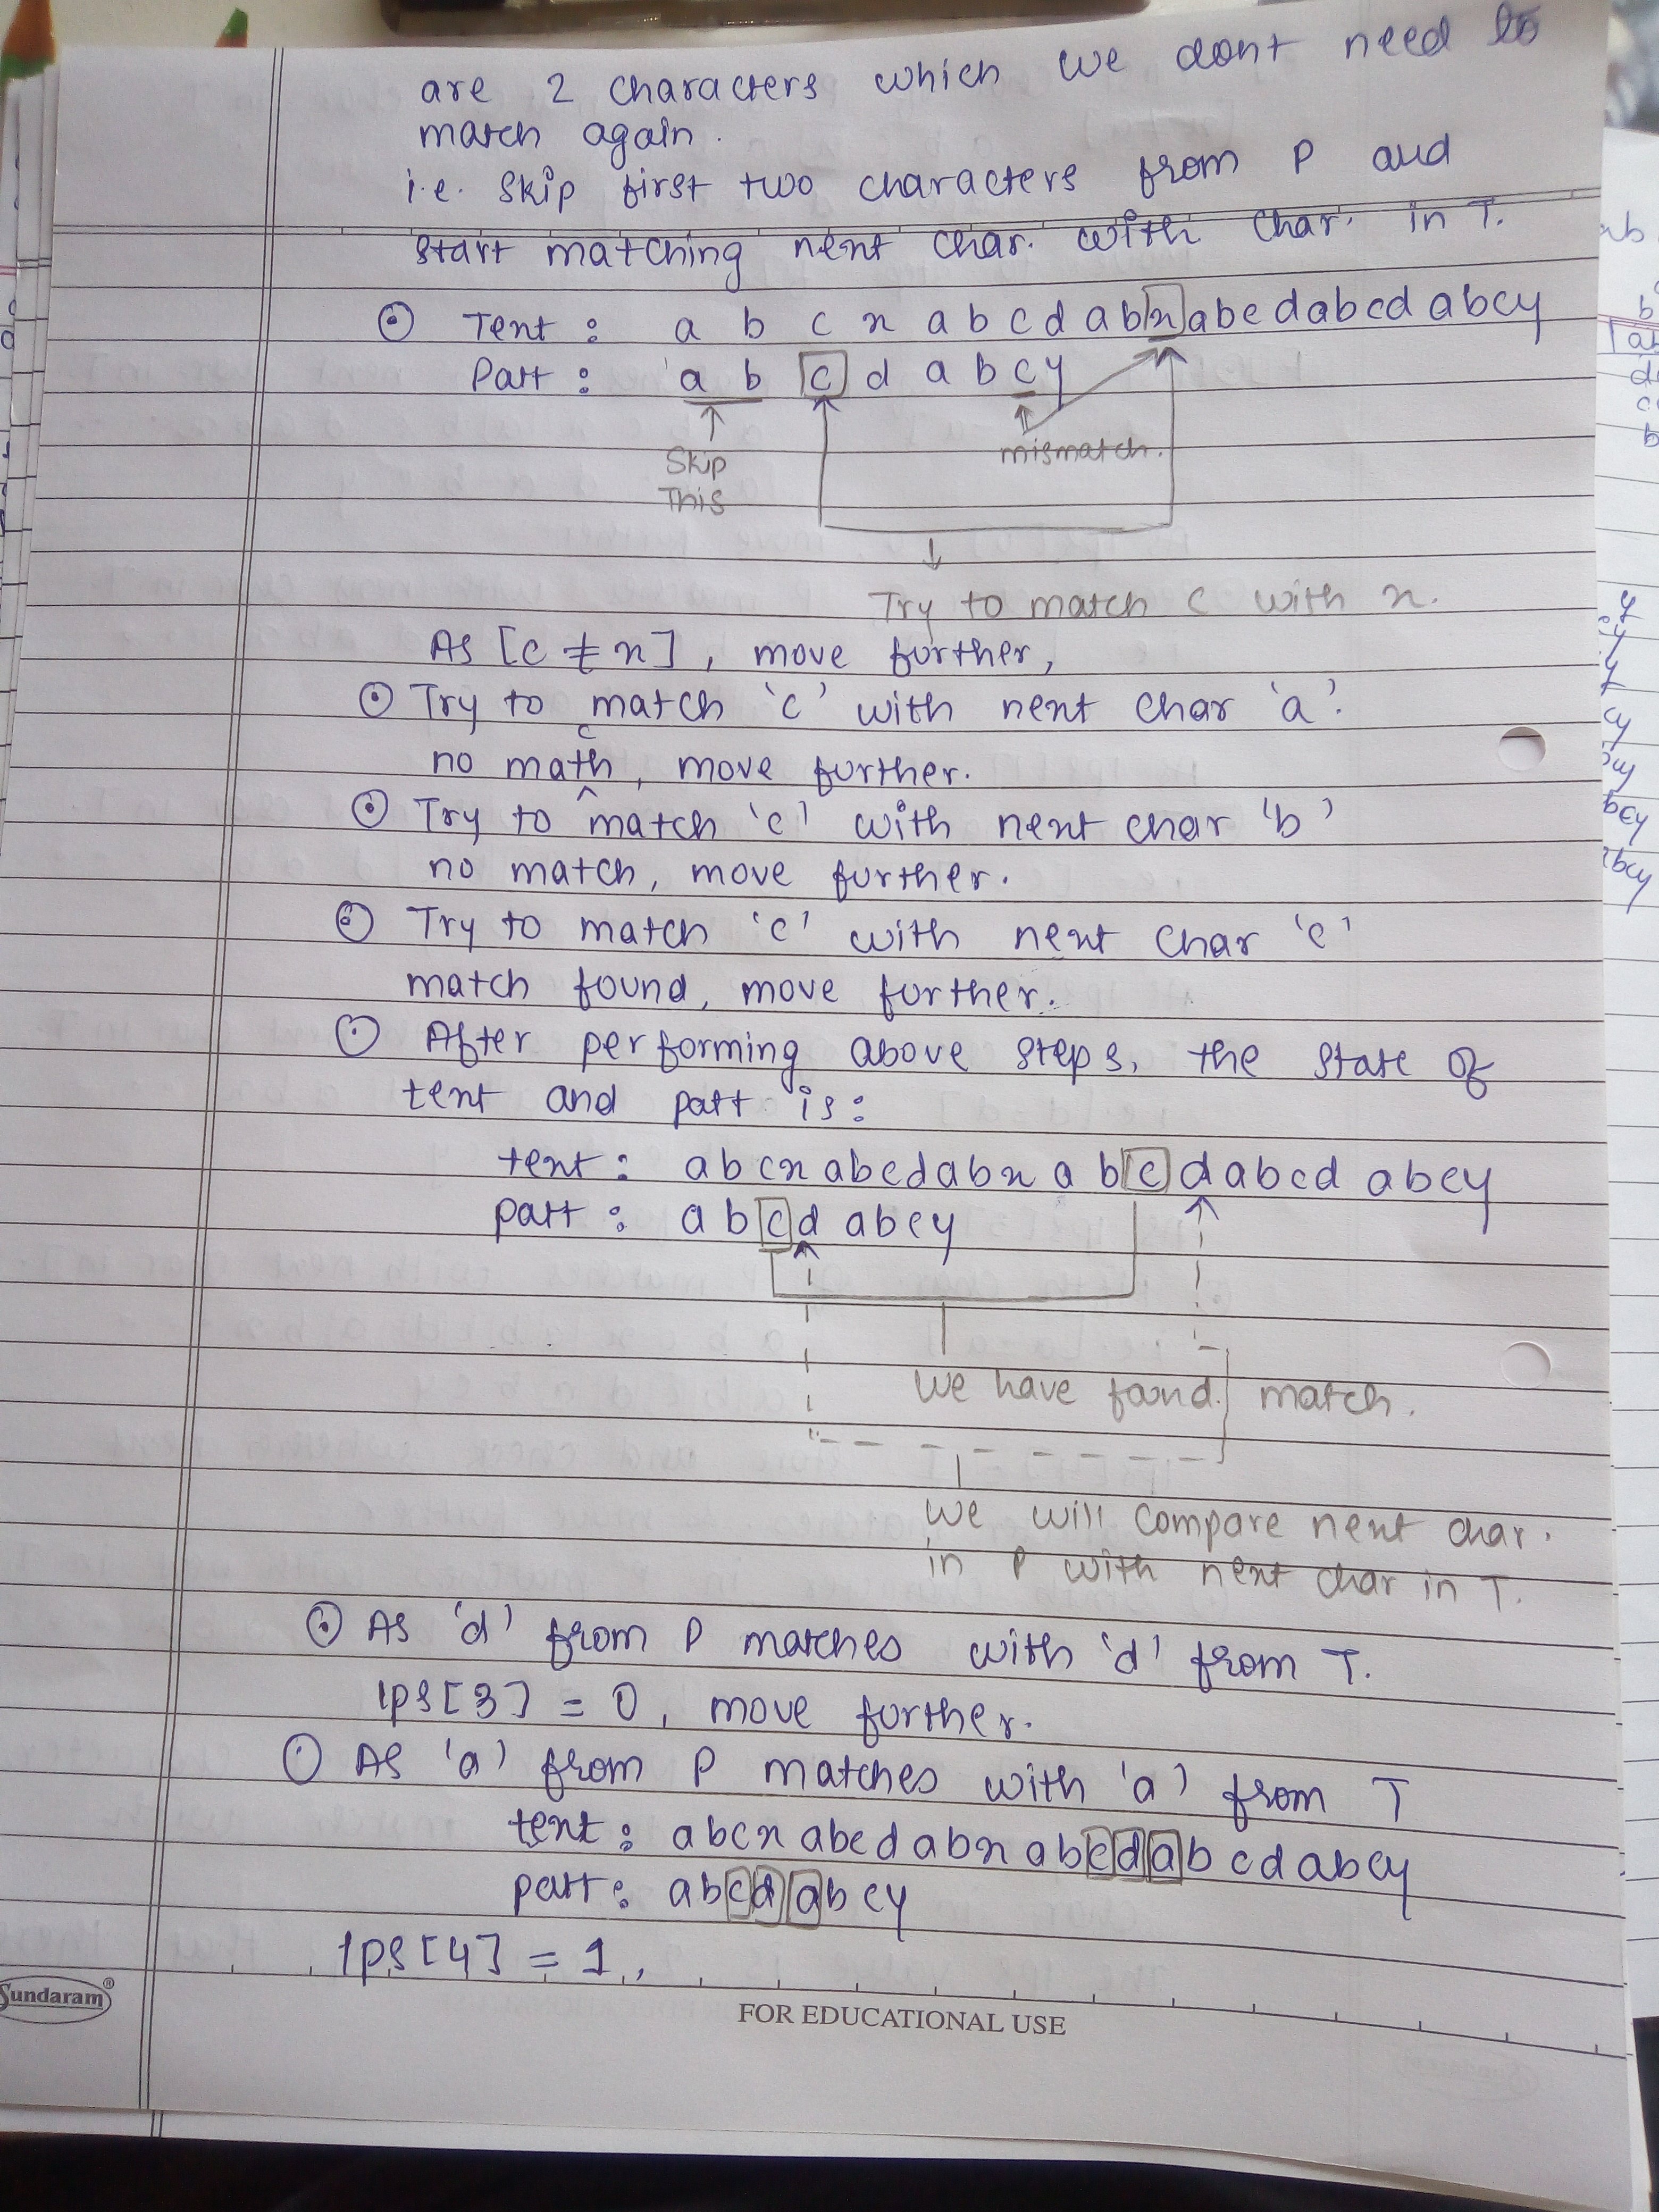 are 2 characters which we dont need to
match again.
i.e. skip first two characters from P and
start matching next char. with char. in T.
Text : a b c x a b c d a b x a b c d a b c d a b c y
Patt : a b c d a b c y
Skip
This
mismatch.
Try to match c with x.
As [c ≠ x], move further,
Try to match 'c' with next char 'a'.
no match, move further.
Try to match 'c' with next char 'b'
no match, move further.
Try to match 'c' with next char 'c'
match found, move further.
After performing above steps, the state of
text and patt is:
text : a b c x a b c d a b x a b c d a b c d a b c y
patt : a b c d a b c y
we have found match.
we will compare next char.
in P with next char in T.
As 'd' from P matches with 'd' from T.
lps[3] = 0, move further.
As 'a' from P matches with 'a' from T
text : a b c x a b c d a b x a b c d a b c d a b c y
patt : a b c d a b c y
lps[4] = 1,
Sundaram®
FOR EDUCATIONAL USE